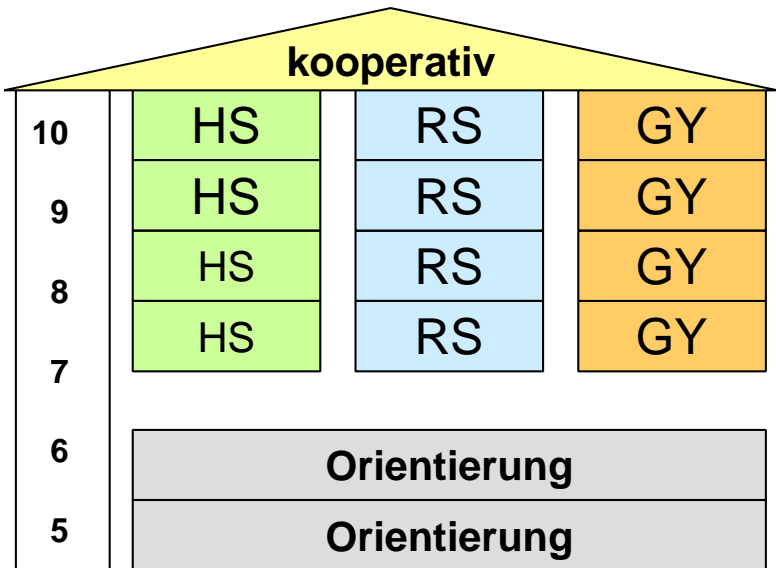 kooperativ
10 HS RS GY
9 HS RS GY
8 HS RS GY
7 HS RS GY
6 Orientierung
5 Orientierung